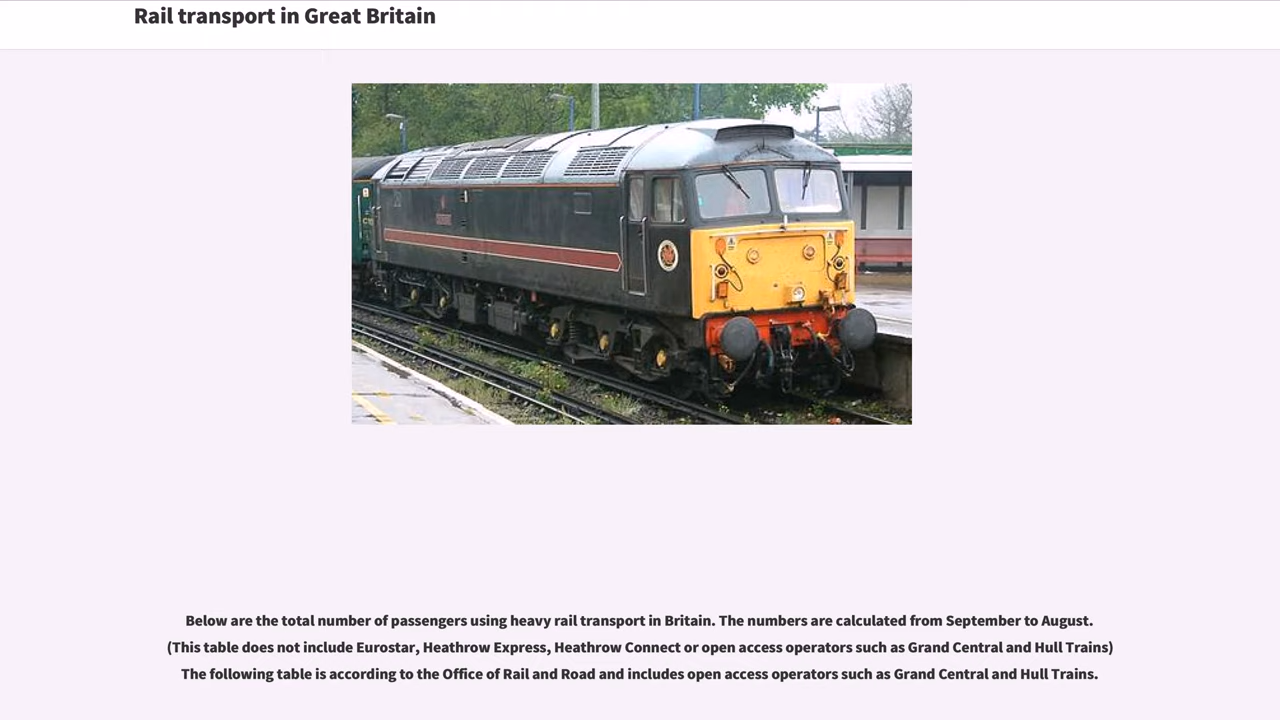 Rail transport in Great Britain
Below are the total number of passengers using heavy rail transport in Britain. The numbers are calculated from September to August.
(This table does not include Eurostar, Heathrow Express, Heathrow Connect or open access operators such as Grand Central and Hull Trains)
The following table is according to the Office of Rail and Road and includes open access operators such as Grand Central and Hull Trains.